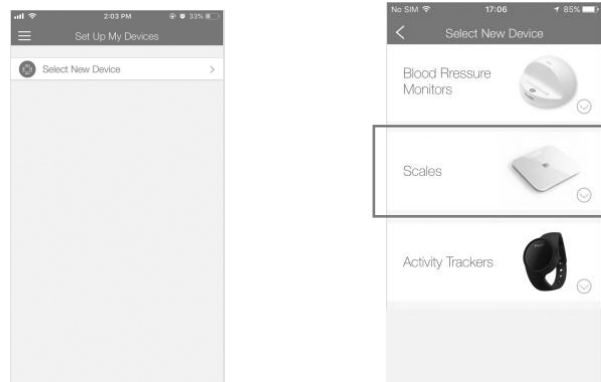 2:03 PM
33%
Set Up My Devices
Select New Device
No SIM
17:06
85%
Select New Device
Blood Rressure
Monitors
Scales
Activity Trackers